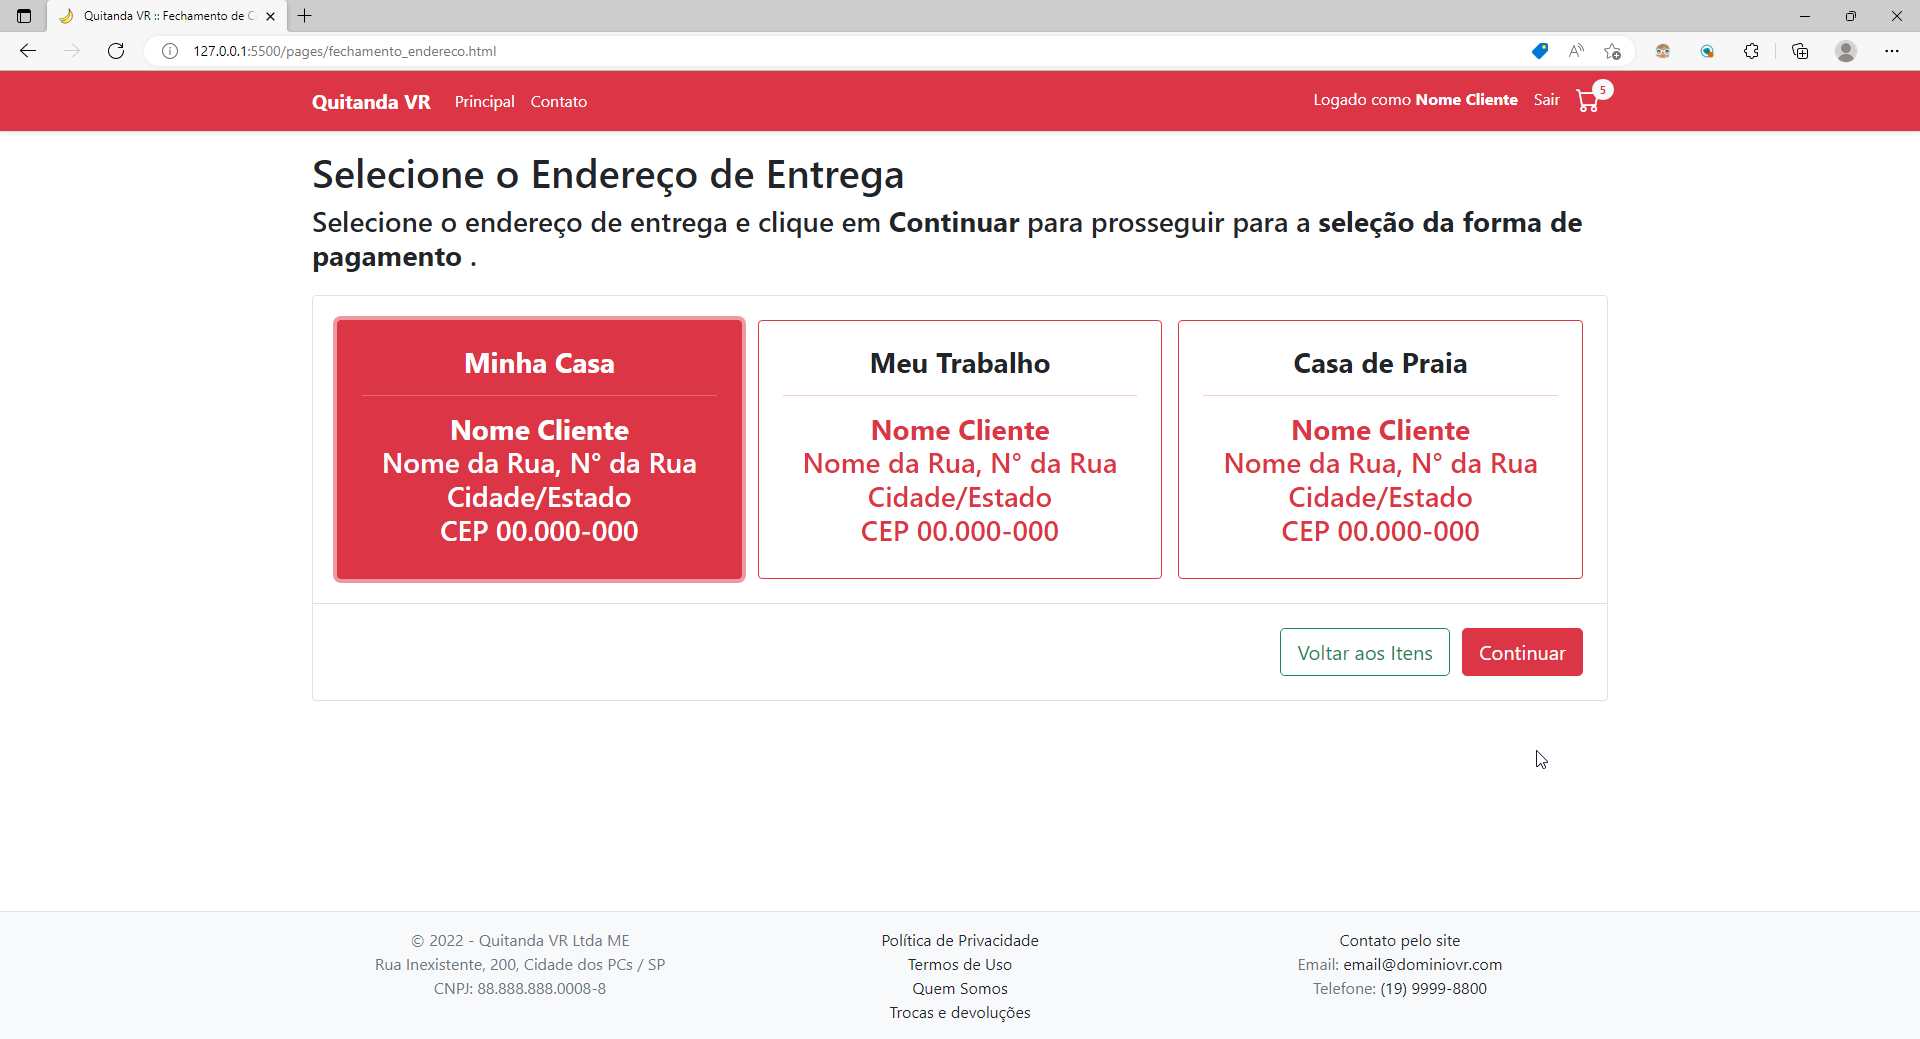 Quitanda VR :: Fechamento de C
127.0.0.1:5500/pages/fechamento_endereco.html
Quitanda VR Principal Contato
Logado como Nome Cliente Sair 5
Selecione o Endereço de Entrega
Selecione o endereço de entrega e clique em Continuar para prosseguir para a seleção da forma de
pagamento .
Minha Casa
Nome Cliente
Nome da Rua, N° da Rua
Cidade/Estado
CEP 00.000-000
Meu Trabalho
Nome Cliente
Nome da Rua, N° da Rua
Cidade/Estado
CEP 00.000-000
Casa de Praia
Nome Cliente
Nome da Rua, N° da Rua
Cidade/Estado
CEP 00.000-000
Voltar aos Itens Continuar
© 2022 - Quitanda VR Ltda ME
Rua Inexistente, 200, Cidade dos PCs / SP
CNPJ: 88.888.888.0008-8
Política de Privacidade
Termos de Uso
Quem Somos
Trocas e devoluções
Contato pelo site
Email: email@dominiovr.com
Telefone: (19) 9999-8800